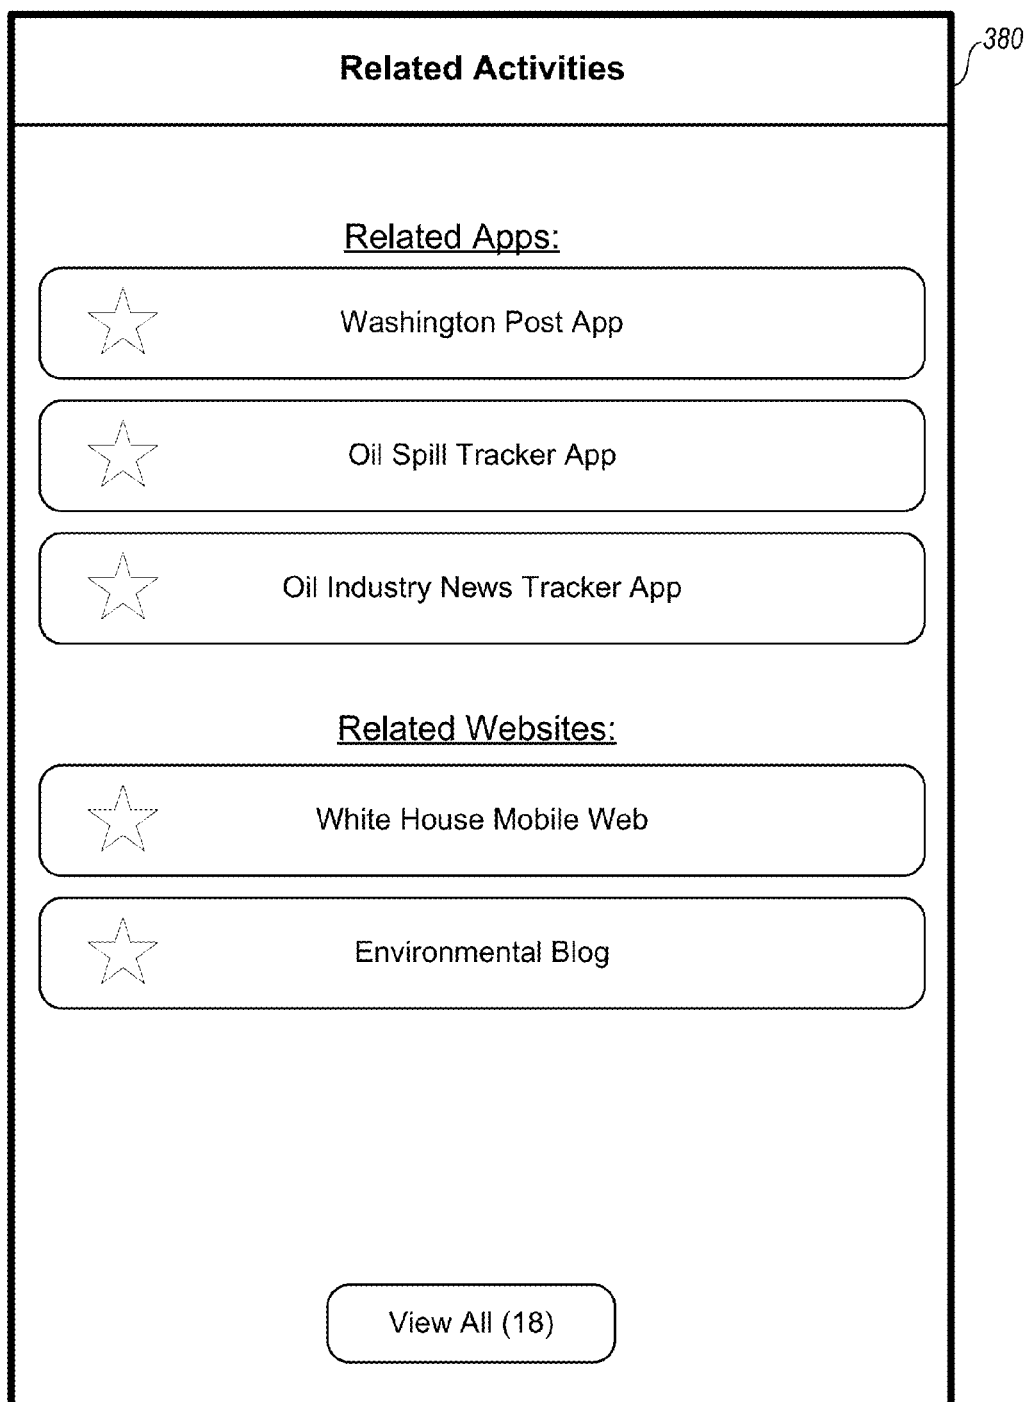 380
Related Activities
Related Apps:
Washington Post App
Oil Spill Tracker App
Oil Industry News Tracker App
Related Websites:
White House Mobile Web
Environmental Blog
View All (18)